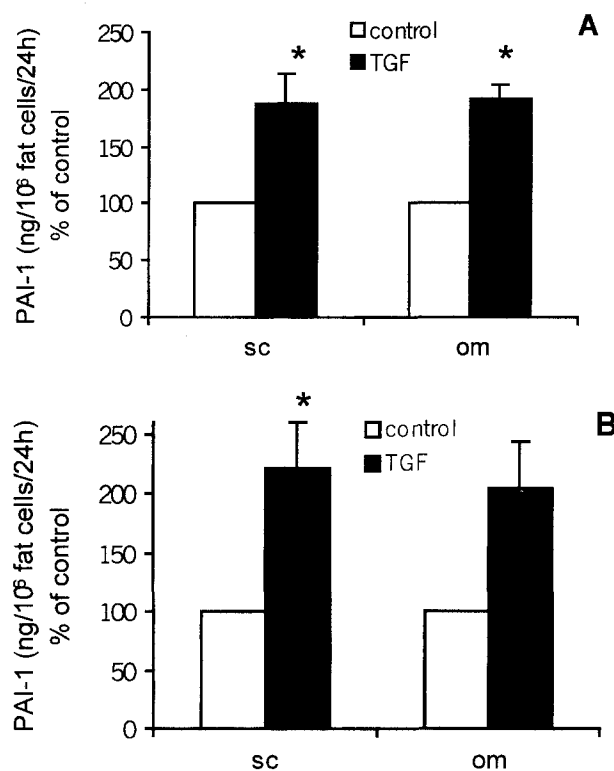 A
□control
■TGF
PAI-1 (ng/10⁶ fat cells/24h)
% of control
250
200
150
100
50
0
*
*
sc
om
B
□control
■TGF
PAI-1 (ng/10⁶ fat cells/24h)
% of control
250
200
150
100
50
0
*
sc
om